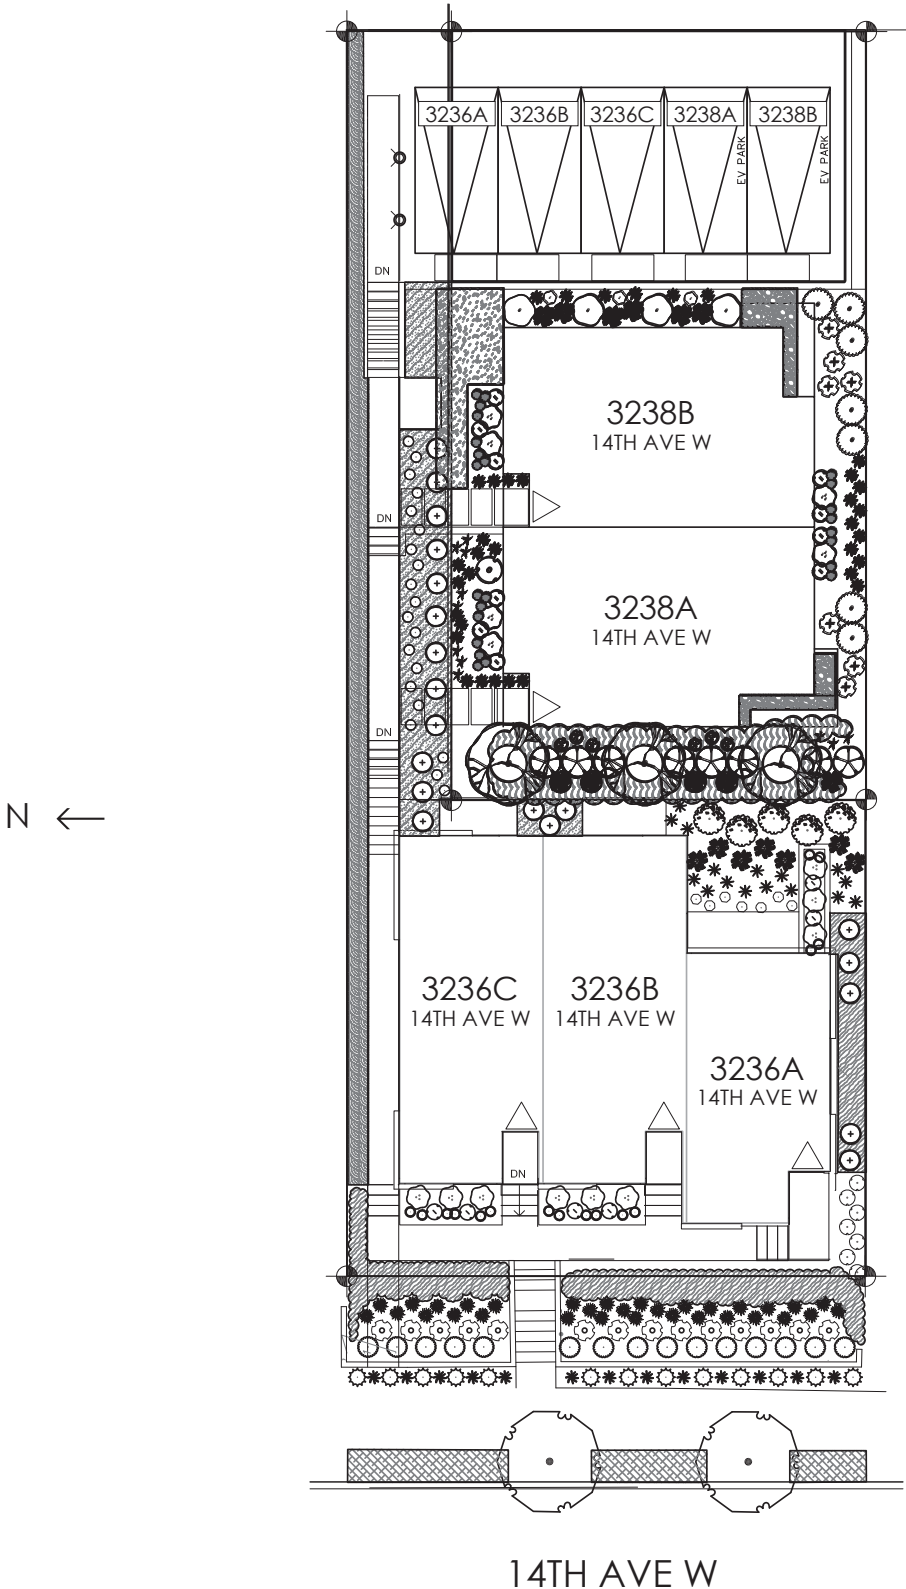 3236A
3236B
3236C
3238A
3238B
EV PARK
EV PARK
DN
3238B
14TH AVE W
DN
3238A
14TH AVE W
DN
N
3236C
14TH AVE W
3236B
14TH AVE W
3236A
14TH AVE W
DN
14TH AVE W